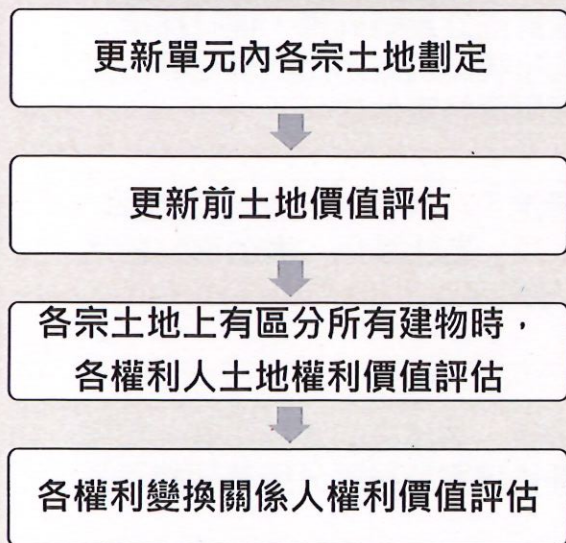 更新單元內各宗土地劃定
更新前土地價值評估
各宗土地上有區分所有建物時，
各權利人土地權利價值評估
各權利變換關係人權利價值評估